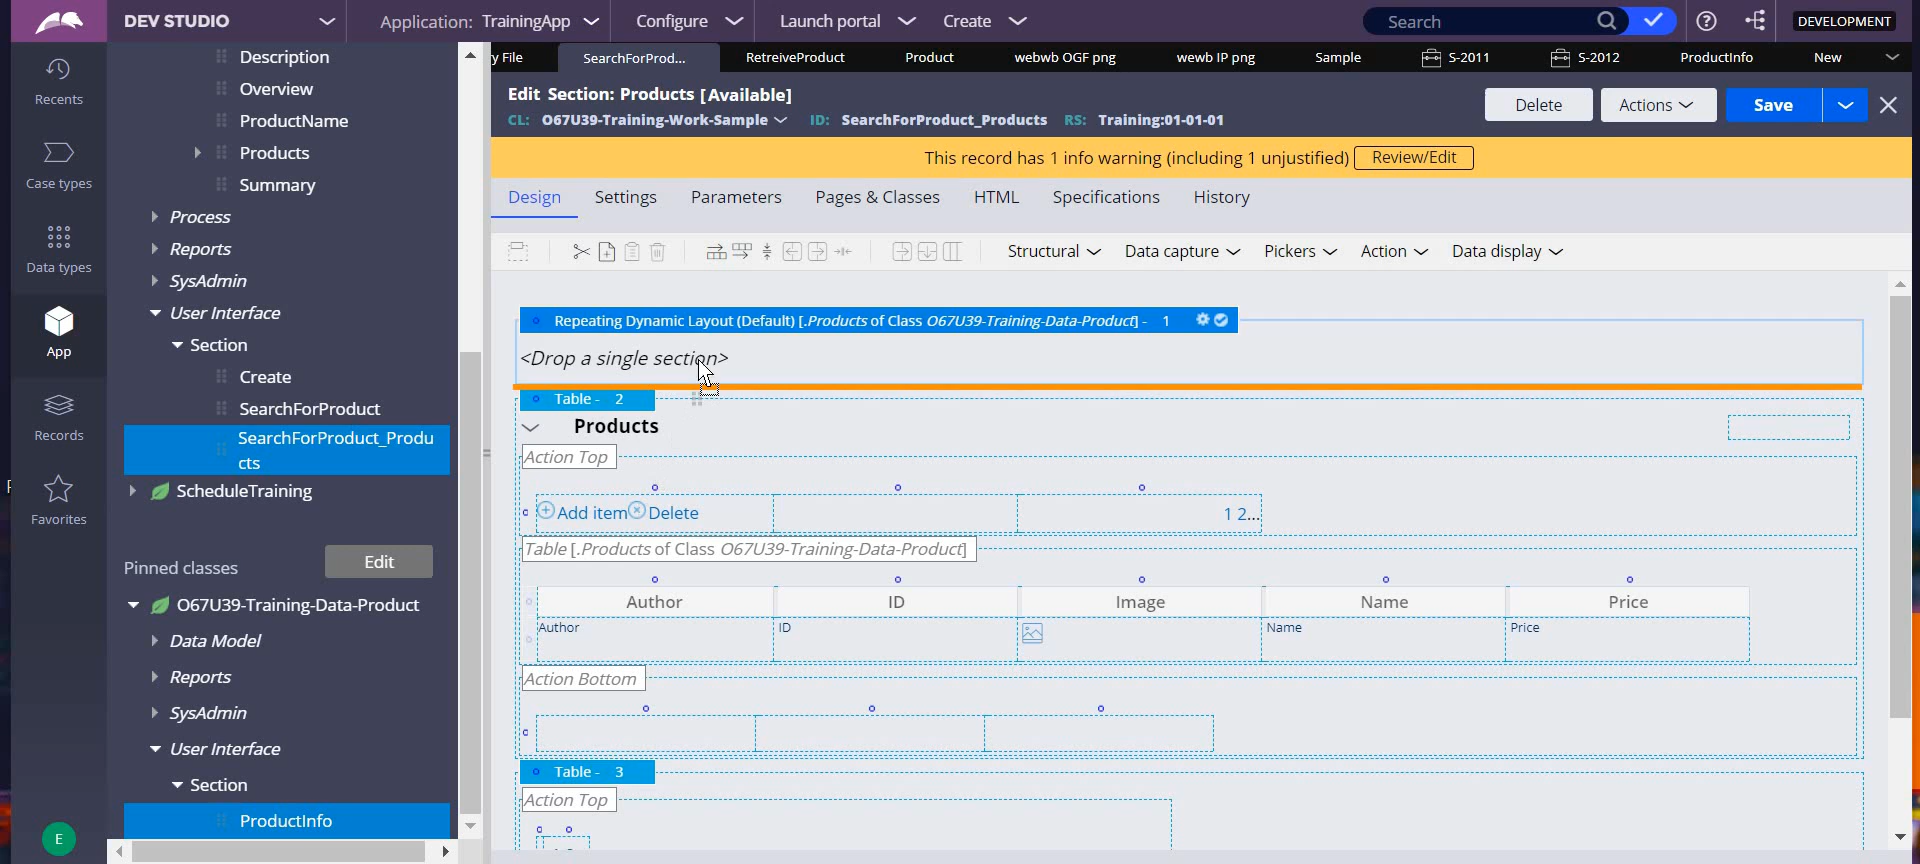 DEV STUDIO
Application: TrainingApp
Configure
Launch portal
Create
Search
DEVELOPMENT
Recents
Case types
Data types
App
Records
Favorites
E
Description
Overview
ProductName
Products
Summary
Process
Reports
SysAdmin
User Interface
Section
Create
SearchForProduct
SearchForProduct_Produ
cts
ScheduleTraining
Pinned classes
Edit
O67U39-Training-Data-Product
Data Model
Reports
SysAdmin
User Interface
Section
ProductInfo
y File
SearchForProd...
RetreiveProduct
Product
webwb OGF png
wewb IP png
Sample
S-2011
S-2012
ProductInfo
New
Edit Section: Products [Available]
CL: O67U39-Training-Work-Sample ID: SearchForProduct_Products RS: Training:01-01-01
Delete
Actions
Save
This record has 1 info warning (including 1 unjustified) Review/Edit
Design
Settings
Parameters
Pages & Classes
HTML
Specifications
History
Structural
Data capture
Pickers
Action
Data display
Repeating Dynamic Layout (Default) [.Products of Class O67U39-Training-Data-Product] - 1
<Drop a single section>
Table - 2
Products
Action Top
Add item Delete
1 2...
Table [.Products of Class O67U39-Training-Data-Product]
Author ID Image Name Price
Author ID Name Price
Action Bottom
Table - 3
Action Top